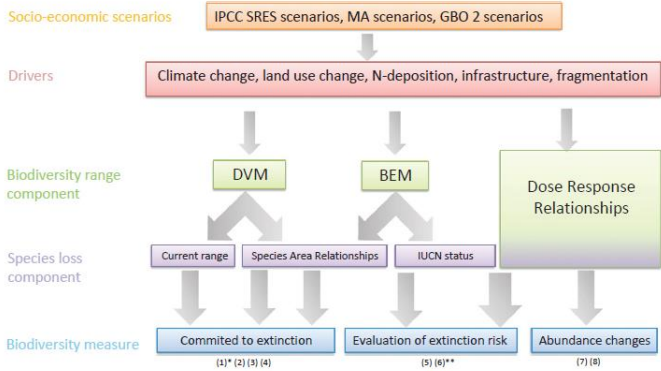 Socio-economic scenarios
IPCC SRES scenarios, MA scenarios, GBO 2 scenarios
Drivers
Climate change, land use change, N-deposition, infrastructure, fragmentation
Biodiversity range component
DVM
BEM
Dose Response Relationships
Species loss component
Current range
Species Area Relationships
IUCN status
Biodiversity measure
Commited to extinction
Evaluation of extinction risk
Abundance changes
(1)* (2) (3) (4)
(5) (6)**
(7) (8)